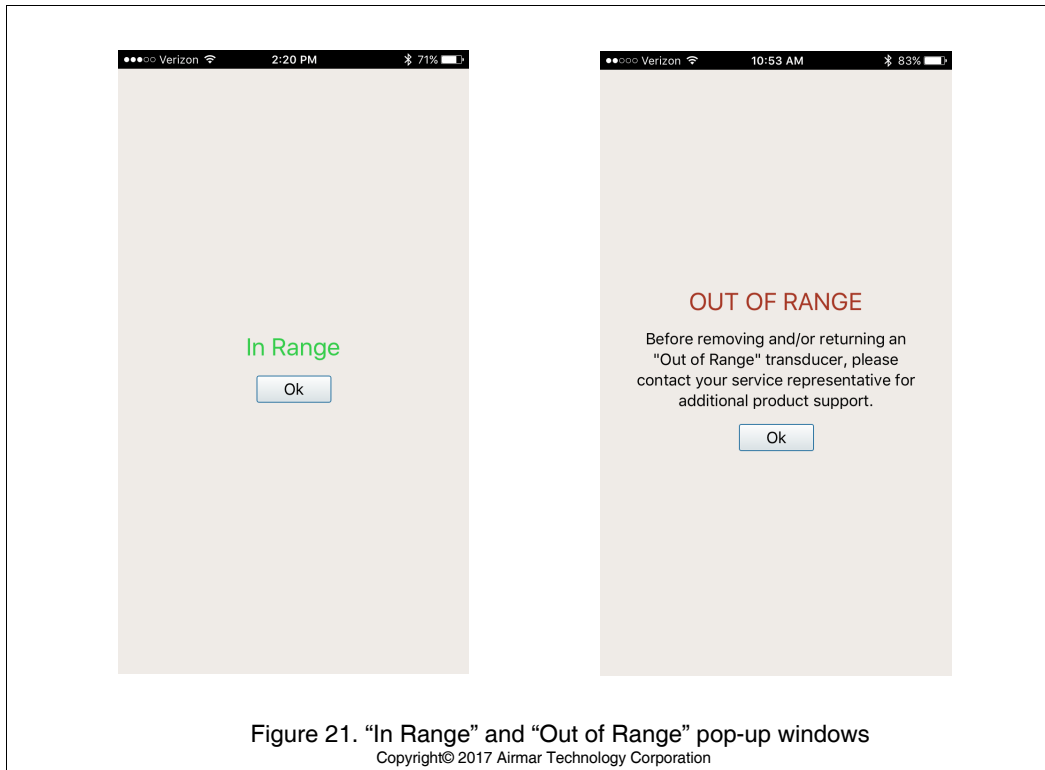 ●●●○○ Verizon 2:20 PM 71%
In Range
Ok
●●○○○ Verizon 10:53 AM 83%
OUT OF RANGE
Before removing and/or returning an
"Out of Range" transducer, please
contact your service representative for
additional product support.
Ok
Figure 21. “In Range” and “Out of Range” pop-up windows
Copyright© 2017 Airmar Technology Corporation